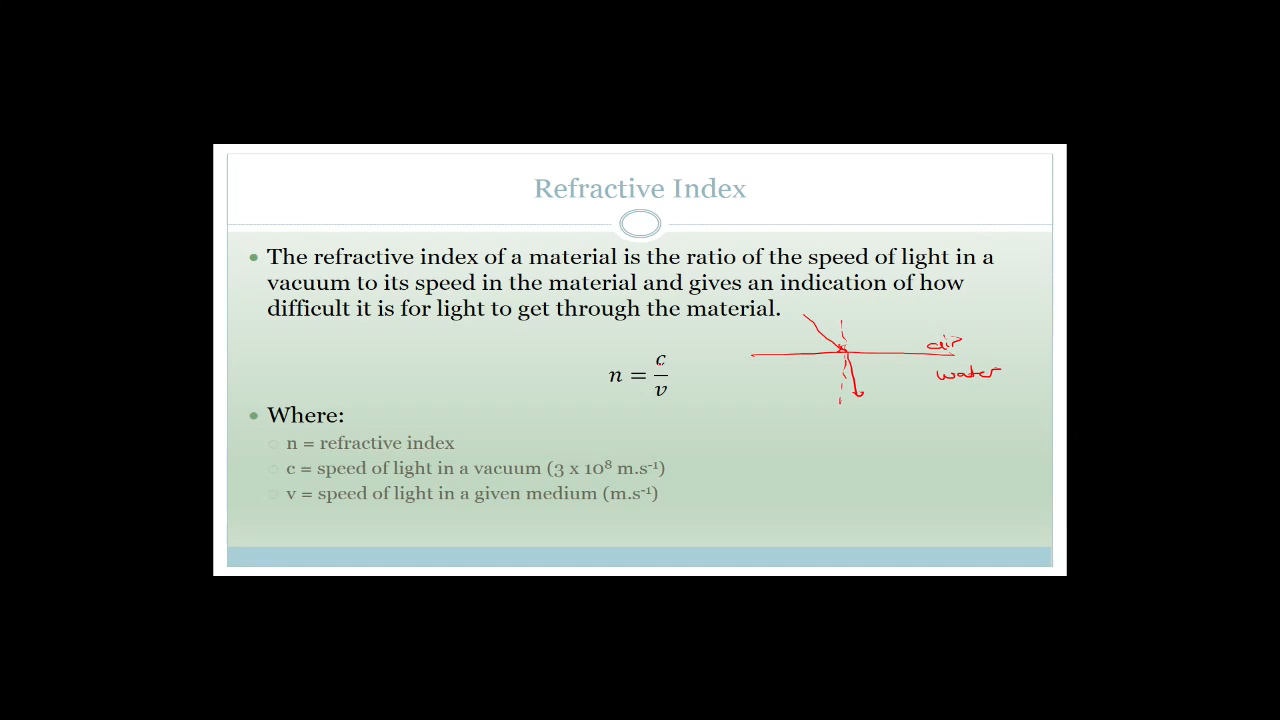 Refractive Index
The refractive index of a material is the ratio of the speed of light in a
vacuum to its speed in the material and gives an indication of how
difficult it is for light to get through the material.
air
water
n = c/v
Where:
n = refractive index
c = speed of light in a vacuum (3 x 10⁸ m.s⁻¹)
v = speed of light in a given medium (m.s⁻¹)